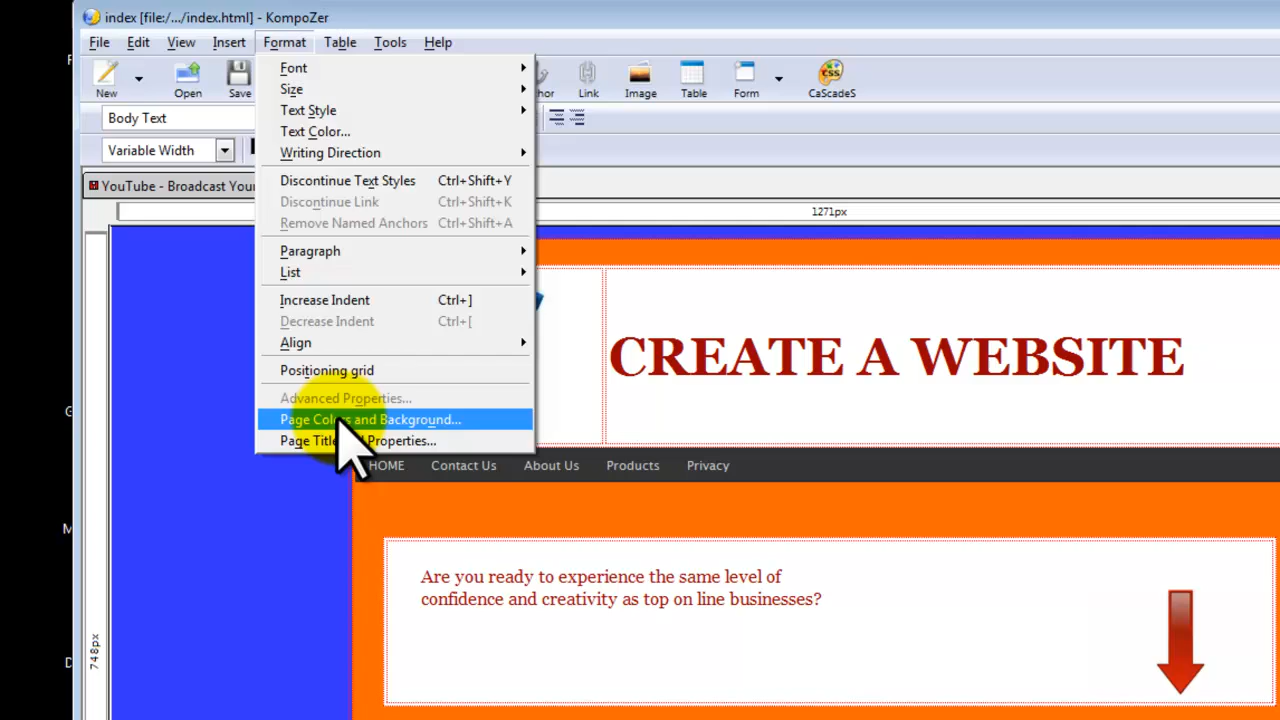 index [file:/.../index.html] - KompoZer
File Edit View Insert Format Table Tools Help
New Open Save Link Image Table Form CaScadeS
Body Text
Variable Width
YouTube - Broadcast Your
1271px
748px
Font
Size
Text Style
Text Color...
Writing Direction
Discontinue Text Styles Ctrl+Shift+Y
Discontinue Link Ctrl+Shift+K
Remove Named Anchors Ctrl+Shift+A
Paragraph
List
Increase Indent Ctrl+]
Decrease Indent Ctrl+[
Align
Positioning grid
Advanced Properties...
Page Colors and Background...
Page Title Properties...
CREATE A WEBSITE
HOME Contact Us About Us Products Privacy
Are you ready to experience the same level of
confidence and creativity as top on line businesses?